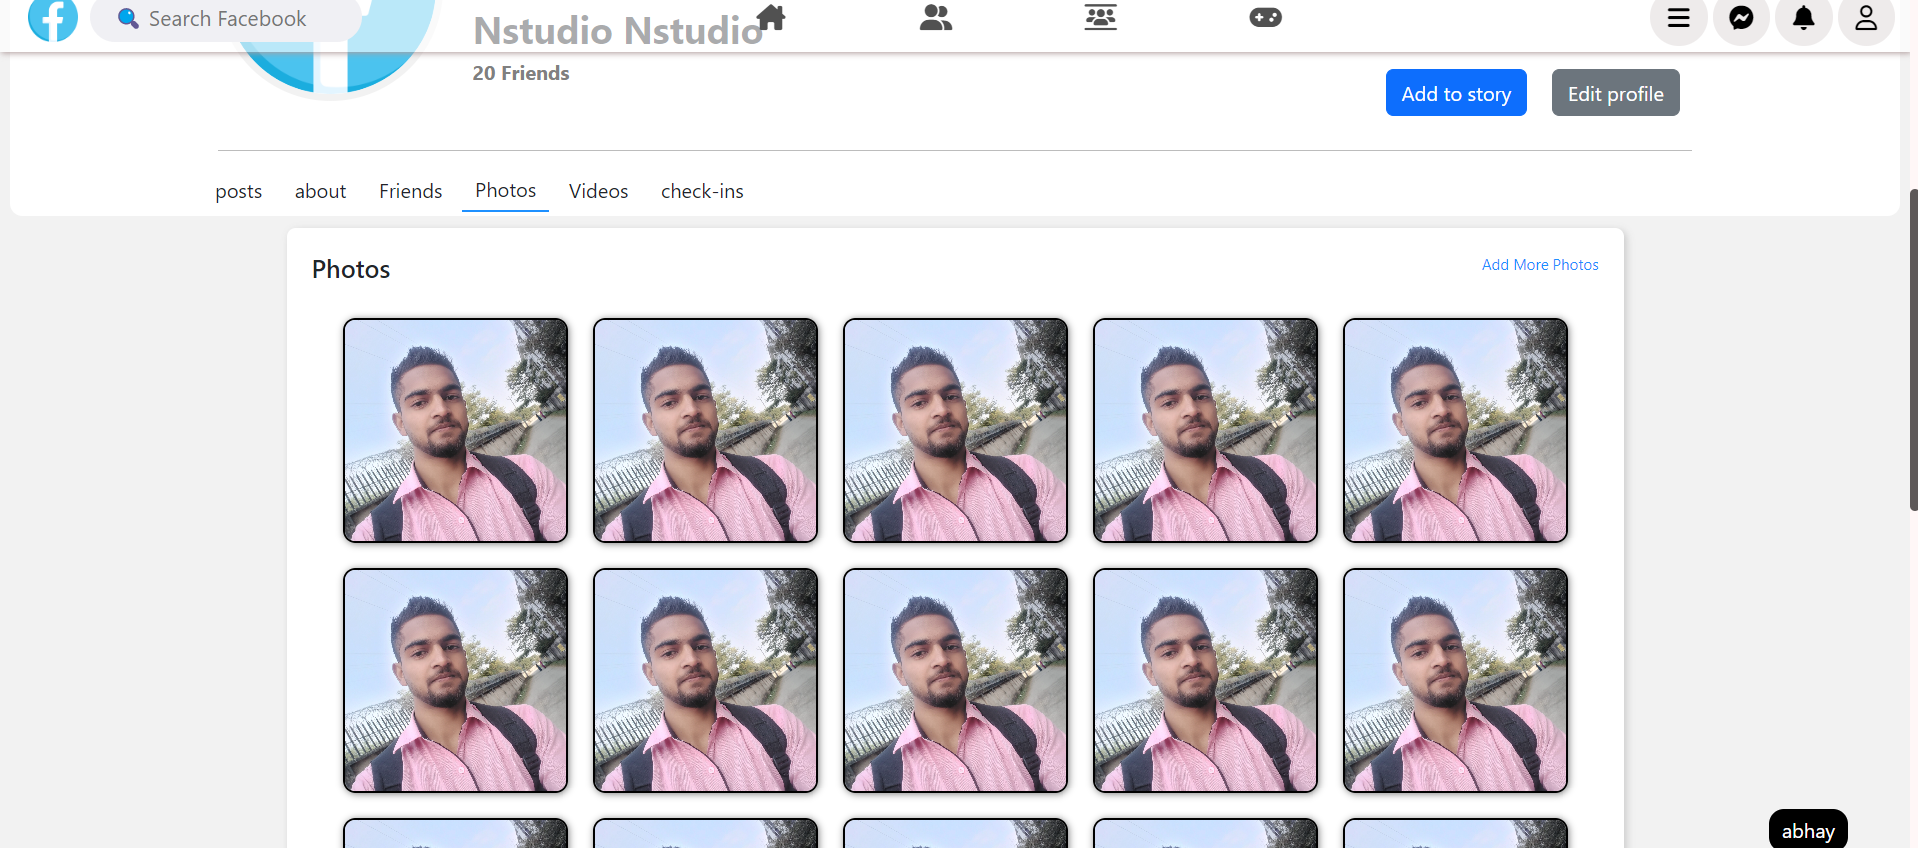 Search Facebook
Nstudio Nstudio
20 Friends
Add to story
Edit profile
posts
about
Friends
Photos
Videos
check-ins
Photos
Add More Photos
abhay